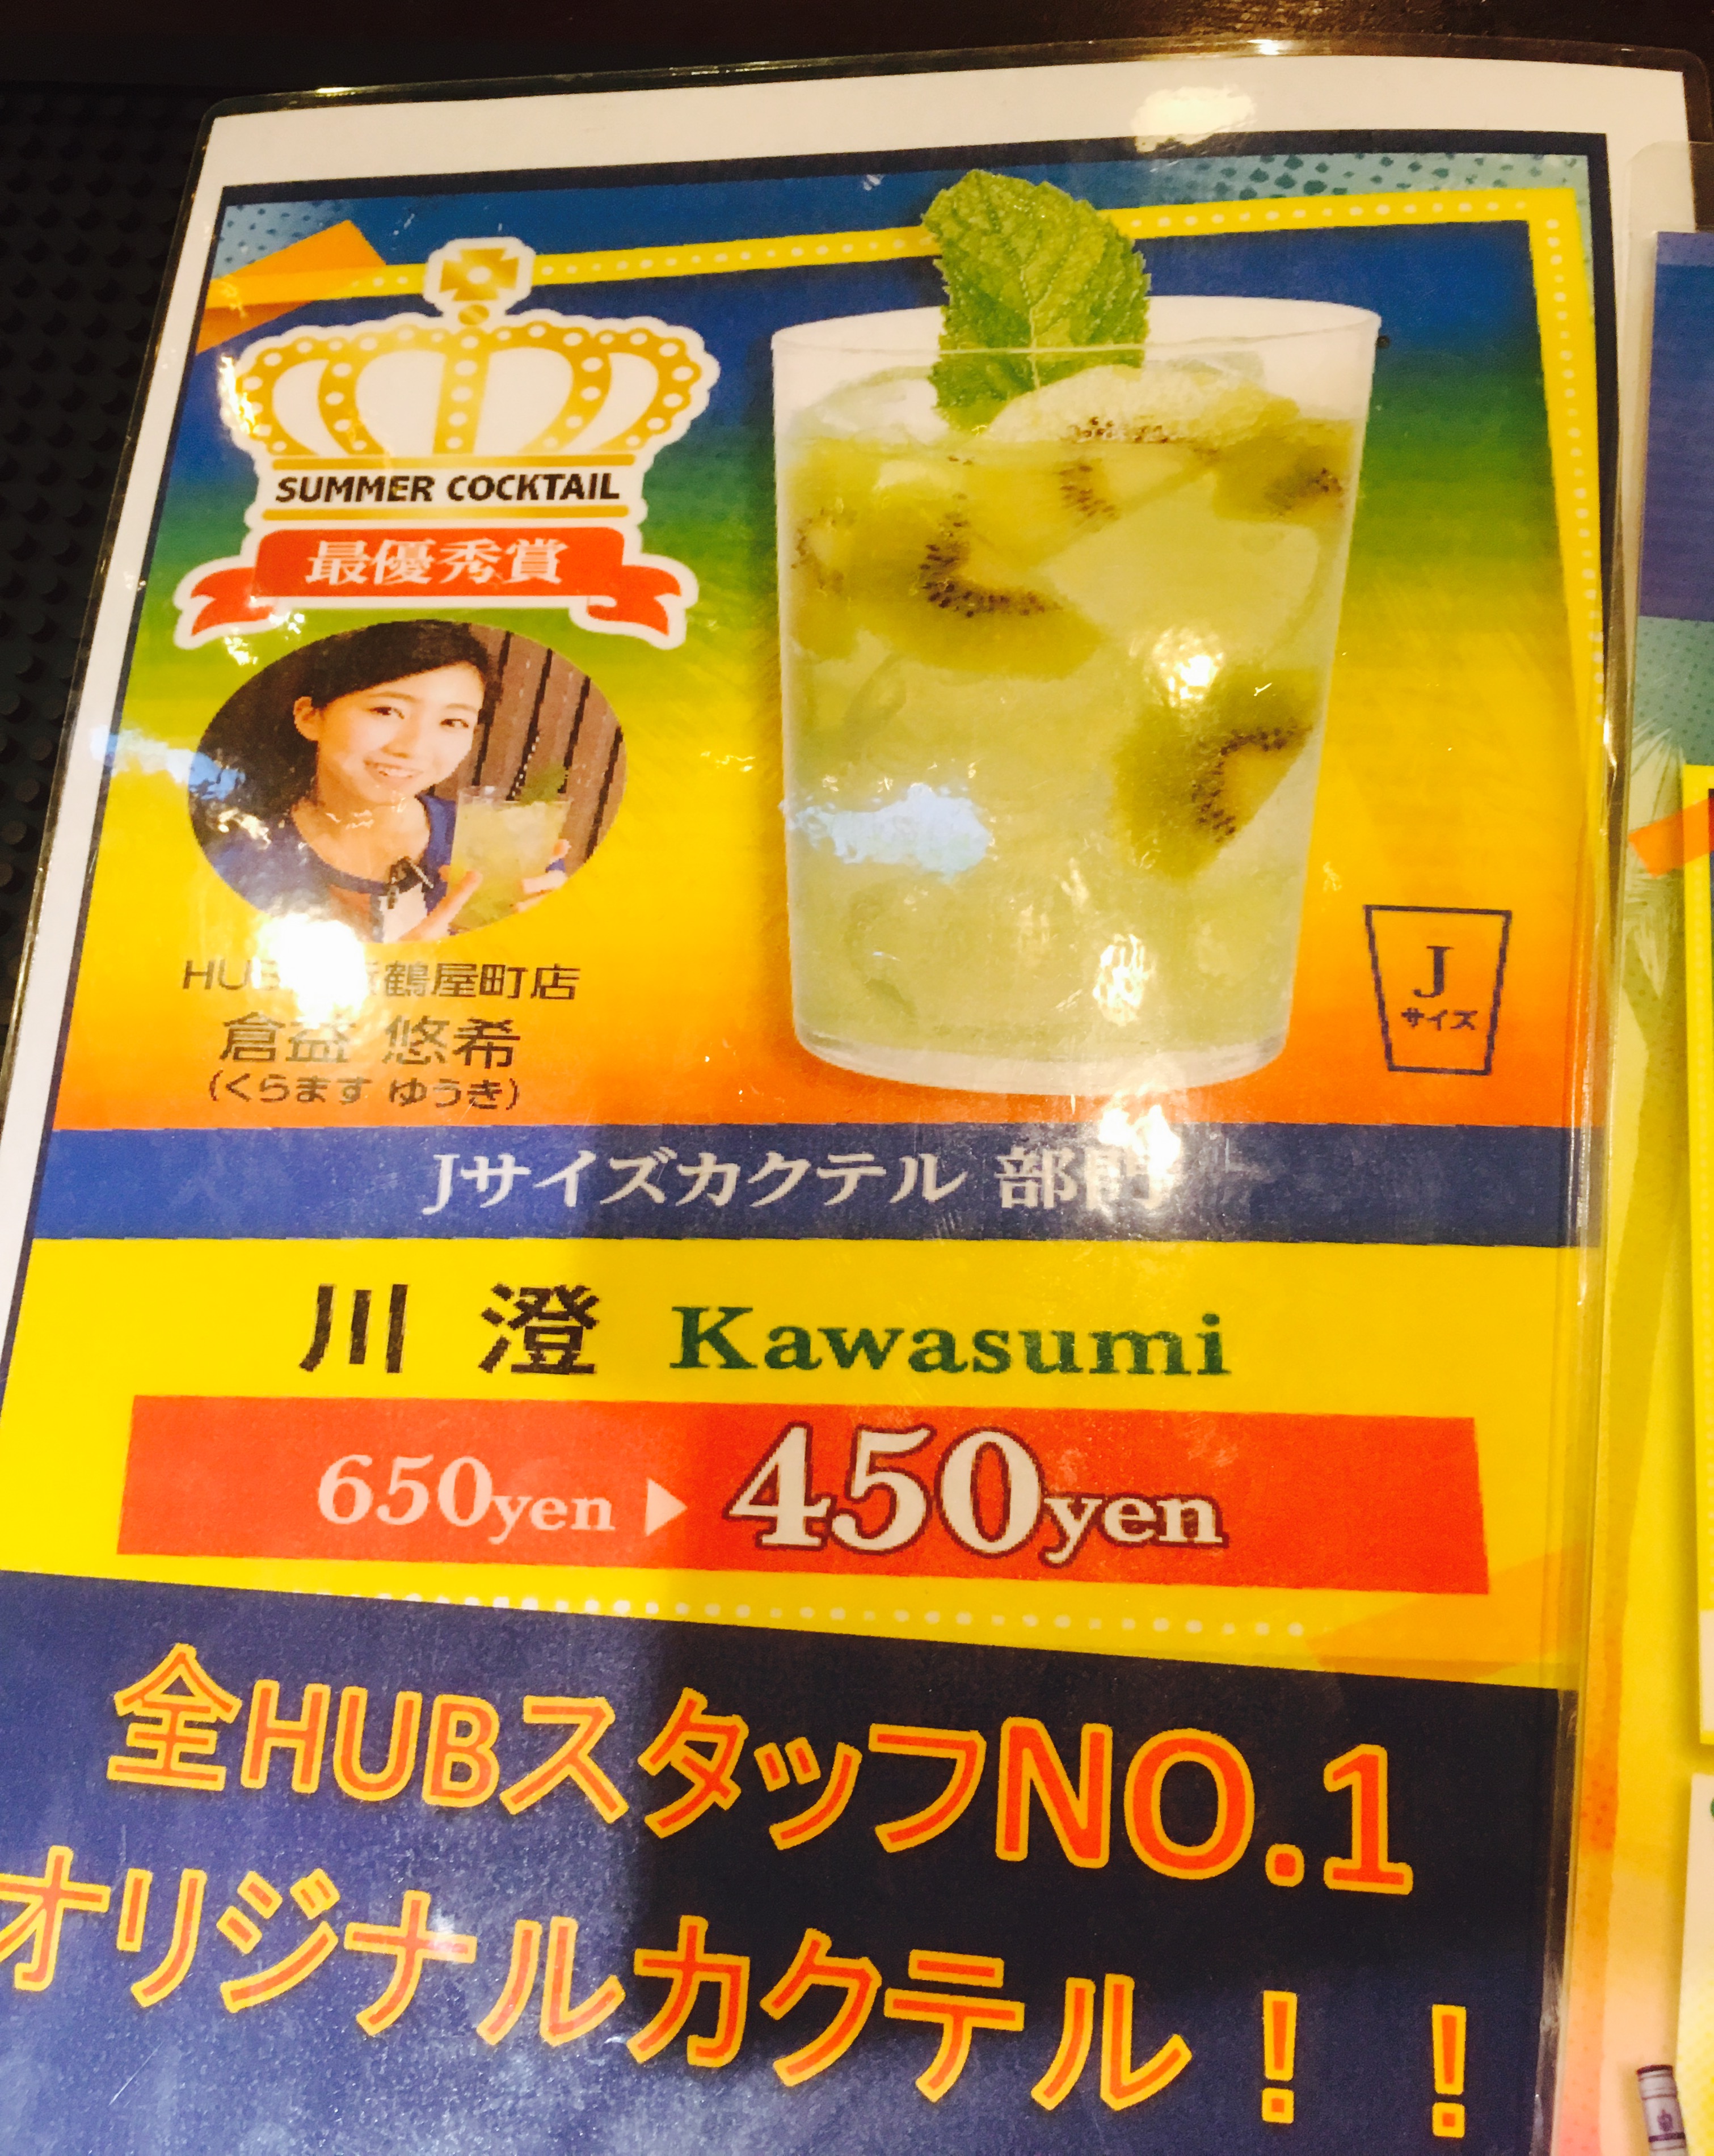 SUMMER COCKTAIL
最優秀賞
鶴屋町店
倉益 悠希
(くらます ゆうき)
J
サイズ
Jサイズカクテル 部門
川澄 Kawasumi
650yen ▶ 450yen
全HUBスタッフNO.1
オリジナルカクテル！！